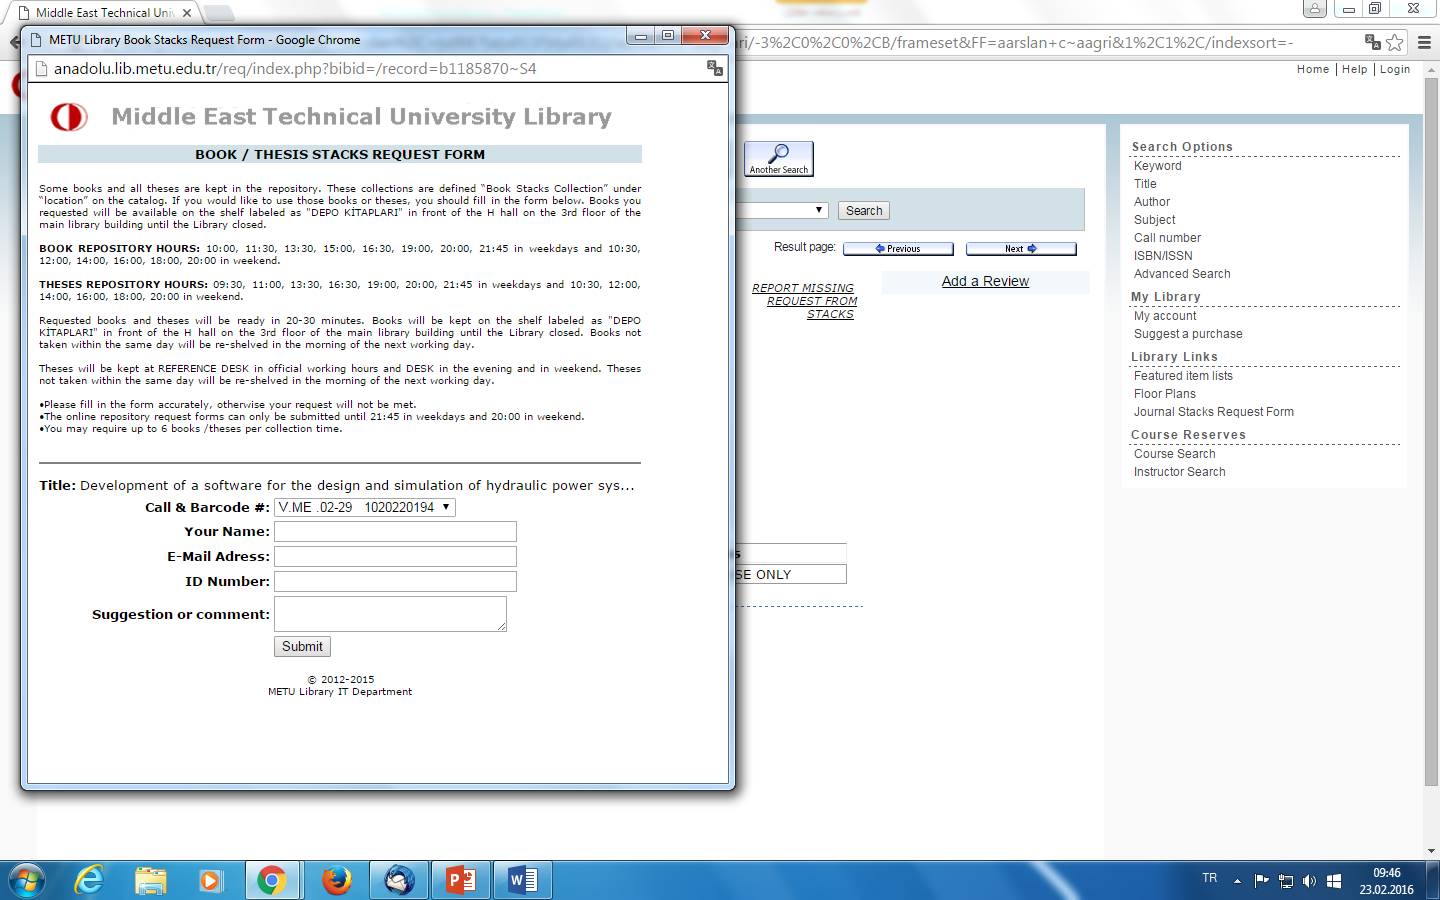 Middle East Technical Univ
METU Library Book Stacks Request Form - Google Chrome
anadolu.lib.metu.edu.tr/req/index.php?bibid=/record=b1185870~S4
ri/-3%2C0%2C0%2CB/frameset&FF=aarslan+c~aagri&1%2C1%2C/indexsort=-
Home | Help | Login
Middle East Technical University Library
BOOK / THESIS STACKS REQUEST FORM
Some books and all theses are kept in the repository. These collections are defined “Book Stacks Collection” under
“location” on the catalog. If you would like to use those books or theses, you should fill in the form below. Books you
requested will be available on the shelf labeled as "DEPO KİTAPLARI" in front of the H hall on the 3rd floor of the
main library building until the Library closed.
BOOK REPOSITORY HOURS: 10:00, 11:30, 13:30, 15:00, 16:30, 19:00, 20:00, 21:45 in weekdays and 10:30,
12:00, 14:00, 16:00, 18:00, 20:00 in weekend.
THESES REPOSITORY HOURS: 09:30, 11:00, 13:30, 16:30, 19:00, 20:00, 21:45 in weekdays and 10:30, 12:00,
14:00, 16:00, 18:00, 20:00 in weekend.
Requested books and theses will be ready in 20-30 minutes. Books will be kept on the shelf labeled as "DEPO
KİTAPLARI" in front of the H hall on the 3rd floor of the main library building until the Library closed. Books not
taken within the same day will be re-shelved in the morning of the next working day.
Theses will be kept at REFERENCE DESK in official working hours and DESK in the evening and in weekend. Theses
not taken within the same day will be re-shelved in the morning of the next working day.
•Please fill in the form accurately, otherwise your request will not be met.
•The online repository request forms can only be submitted until 21:45 in weekdays and 20:00 in weekend.
•You may require up to 6 books /theses per collection time.
Title: Development of a software for the design and simulation of hydraulic power sys...
Call & Barcode #: V.ME .02-29 1020220194
Your Name:
E-Mail Adress:
ID Number:
Suggestion or comment:
Submit
© 2012-2015
METU Library IT Department
Another Search
Search
Result page: Previous Next
REPORT MISSING
REQUEST FROM
STACKS
Add a Review
s
SE ONLY
Search Options
Keyword
Title
Author
Subject
Call number
ISBN/ISSN
Advanced Search
My Library
My account
Suggest a purchase
Library Links
Featured item lists
Floor Plans
Journal Stacks Request Form
Course Reserves
Course Search
Instructor Search
TR
09:46
23.02.2016